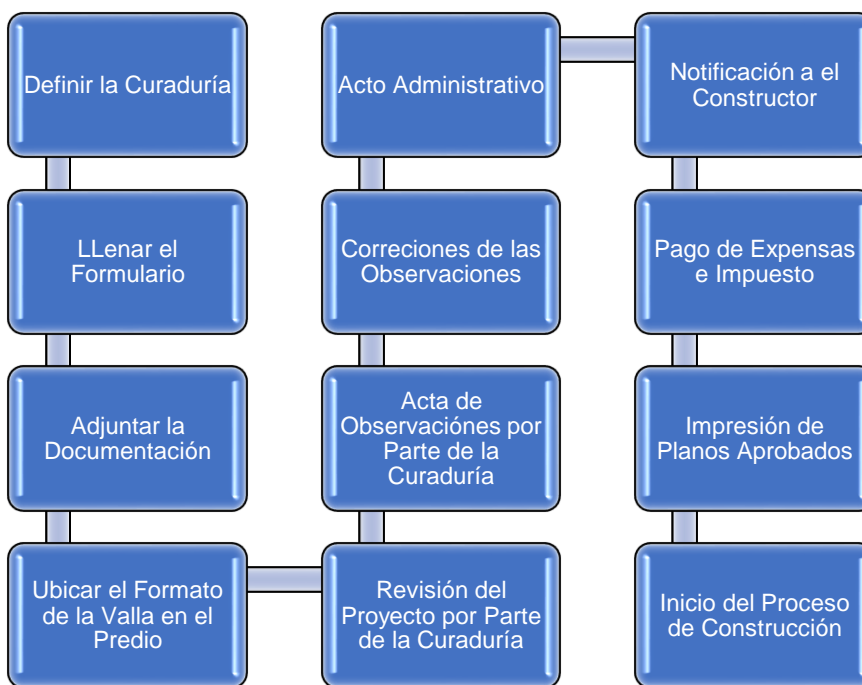 Definir la Curaduría
LLenar el
Formulario
Adjuntar la
Documentación
Ubicar el Formato
de la Valla en el
Predio
Revisión del
Proyecto por Parte
de la Curaduría
Acta de
Observaciónes por
Parte de la
Curaduría
Correciones de las
Observaciones
Acto Administrativo
Notificación a el
Constructor
Pago de Expensas
e Impuesto
Impresión de
Planos Aprobados
Inicio del Proceso
de Construcción